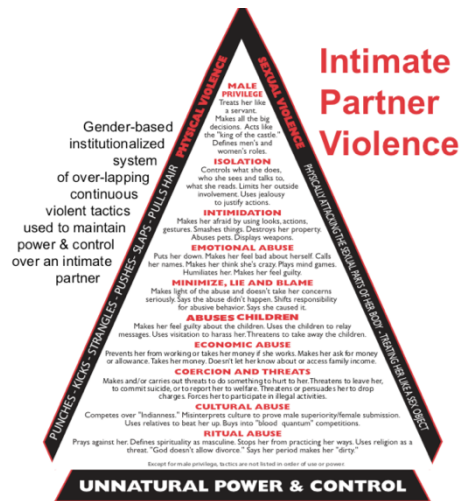 Intimate
Partner
Violence
Gender-based
institutionalized
system
of over-lapping
continuous
violent tactics
used to maintain
power & control
over an intimate
partner
PUNCHES - KICKS - STRANGLES - PUSHES - SLAPS - PULLS HAIR PHYSICAL VIOLENCE
SEXUAL VIOLENCE PHYSICALLY ATTACKING THE SEXUAL PARTS OF HER BODY - TREATING HER LIKE A SEX OBJECT
MALE
PRIVILEGE
Treats her like
a servant.
Makes all the big
decisions. Acts like
the "king of the castle."
Defines men's and
women's roles.
ISOLATION
Controls what she does,
who she sees and talks to,
what she reads. Limits her outside
involvement. Uses jealousy
to justify actions.
INTIMIDATION
Makes her afraid by using looks, actions,
gestures. Smashes things. Destroys her property.
Abuses pets. Displays weapons.
EMOTIONAL ABUSE
Puts her down. Makes her feel bad about herself. Calls
her names. Makes her think she's crazy. Plays mind games.
Humiliates her. Makes her feel guilty.
MINIMIZE, LIE AND BLAME
Makes light of the abuse and doesn't take her concerns
seriously. Says the abuse didn't happen. Shifts responsibility
for abusive behavior. Says she caused it.
ABUSES CHILDREN
Makes her feel guilty about the children. Uses the children to relay
messages. Uses visitation to harass her. Threatens to take away the children.
ECONOMIC ABUSE
Prevents her from working or takes her money if she works. Makes her ask for money
or allowance. Takes her money. Doesn't let her know about or access family income.
COERCION AND THREATS
Makes and/or carries out threats to do something to hurt to her. Threatens to leave her,
to commit suicide, or to report her to welfare. Threatens or persuades her to drop
charges. Forces her to participate in illegal activities.
CULTURAL ABUSE
Competes over "Indianness." Misinterprets culture to prove male superiority/female submission.
Uses relatives to beat her up. Buys into "blood quantum" competitions.
RITUAL ABUSE
Prays against her. Defines spirituality as masculine. Stops her from practicing her ways. Uses religion as a
threat. "God doesn't allow divorce." Says her period makes her "dirty."
Except for male privilege, tactics are not listed in order of use or power
UNNATURAL POWER & CONTROL